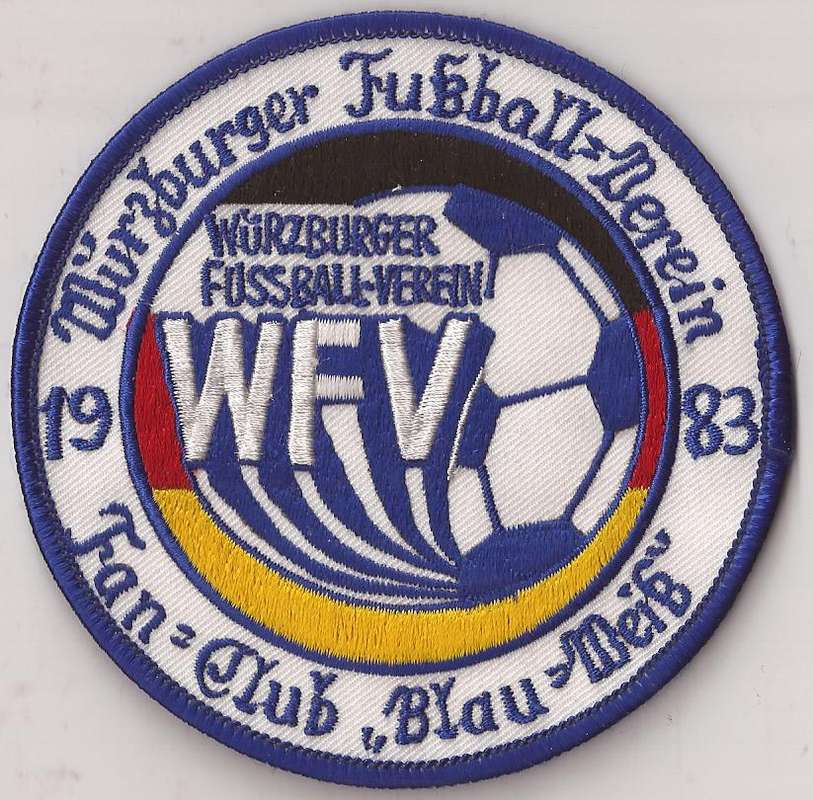 Würzburger Fußball-Verein
WÜRZBURGER
FUSSBALL-VEREIN
WFV
19 83
Fan-Club „Blau-Weiß"